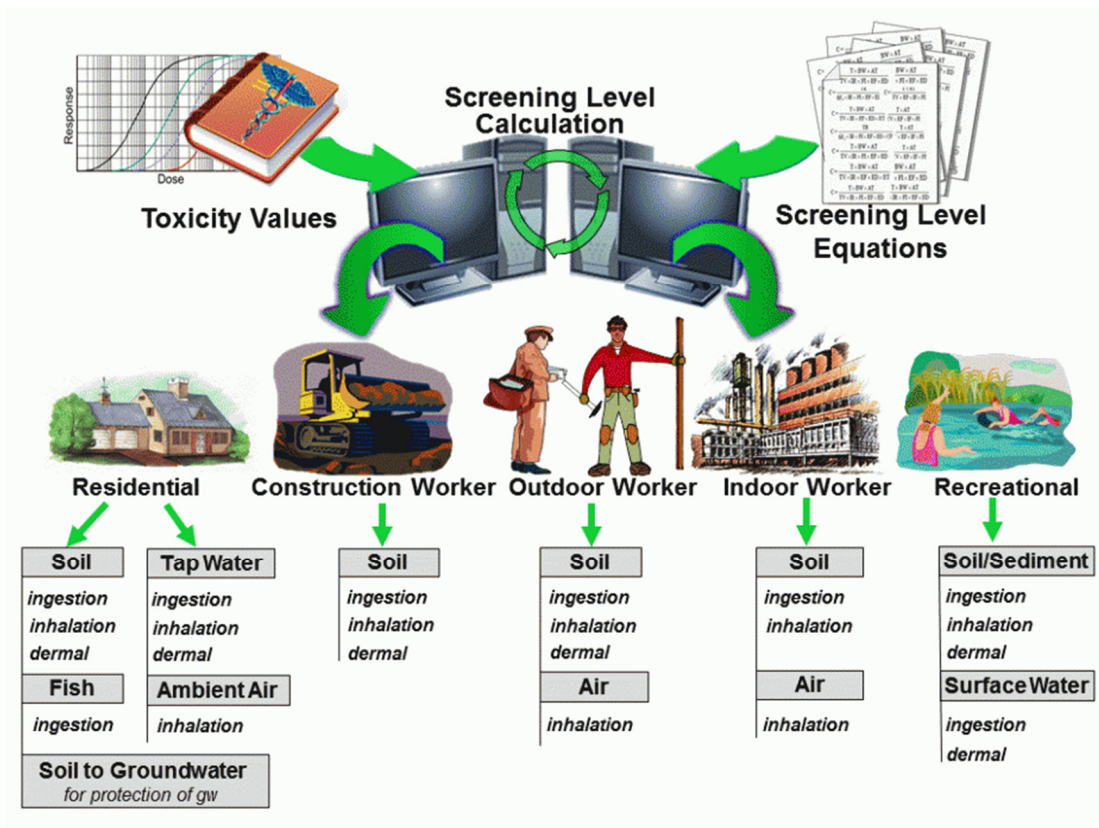 Response
Dose
Toxicity Values
Screening Level
Calculation
Screening Level
Equations
Residential
Construction Worker
Outdoor Worker
Indoor Worker
Recreational
Soil
ingestion
inhalation
dermal
Fish
ingestion
Tap Water
ingestion
inhalation
dermal
Ambient Air
inhalation
Soil to Groundwater
for protection of gw
Soil
ingestion
inhalation
dermal
Soil
ingestion
inhalation
dermal
Air
inhalation
Soil
ingestion
inhalation
Air
inhalation
Soil/Sediment
ingestion
inhalation
dermal
Surface Water
ingestion
dermal